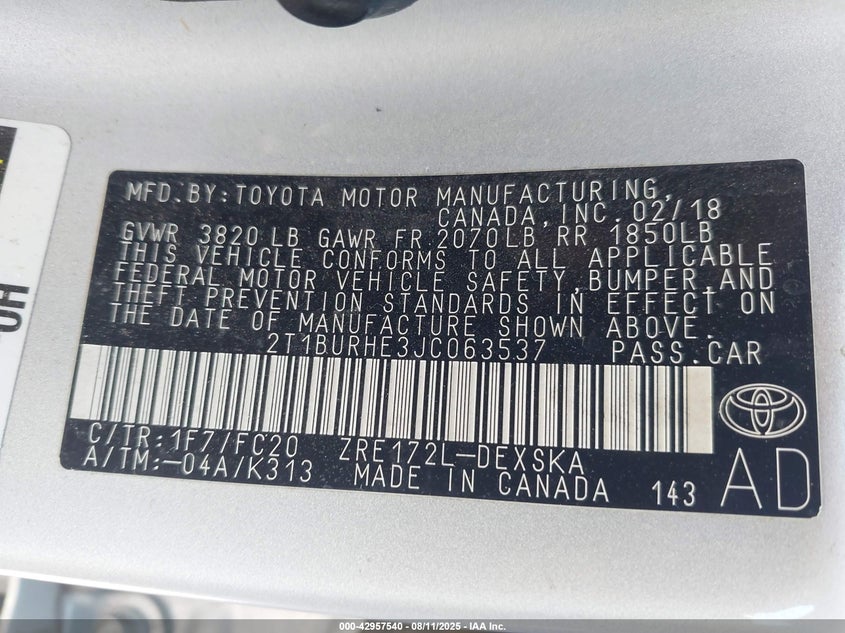 MFD.BY:TOYOTA MOTOR MANUFACTURING,
CANADA,INC. 02/18
GVWR 3820 LB GAWR FR 2070LB RR 1850LB
THIS VEHICLE CONFORMS TO ALL APPLICABLE
FEDERAL MOTOR VEHICLE SAFETY,BUMPER,AND
THEFT PREVENTION STANDARDS IN EFFECT ON
THE DATE OF MANUFACTURE SHOWN ABOVE.
2T1BURHE3JC063537 PASS.CAR
C/TR:1F7/FC20 ZRE172L-DEXSKA
A/TM:-04A/K313 MADE IN CANADA 143 AD
000-42957540 - 08/11/2025 - IAA Inc.